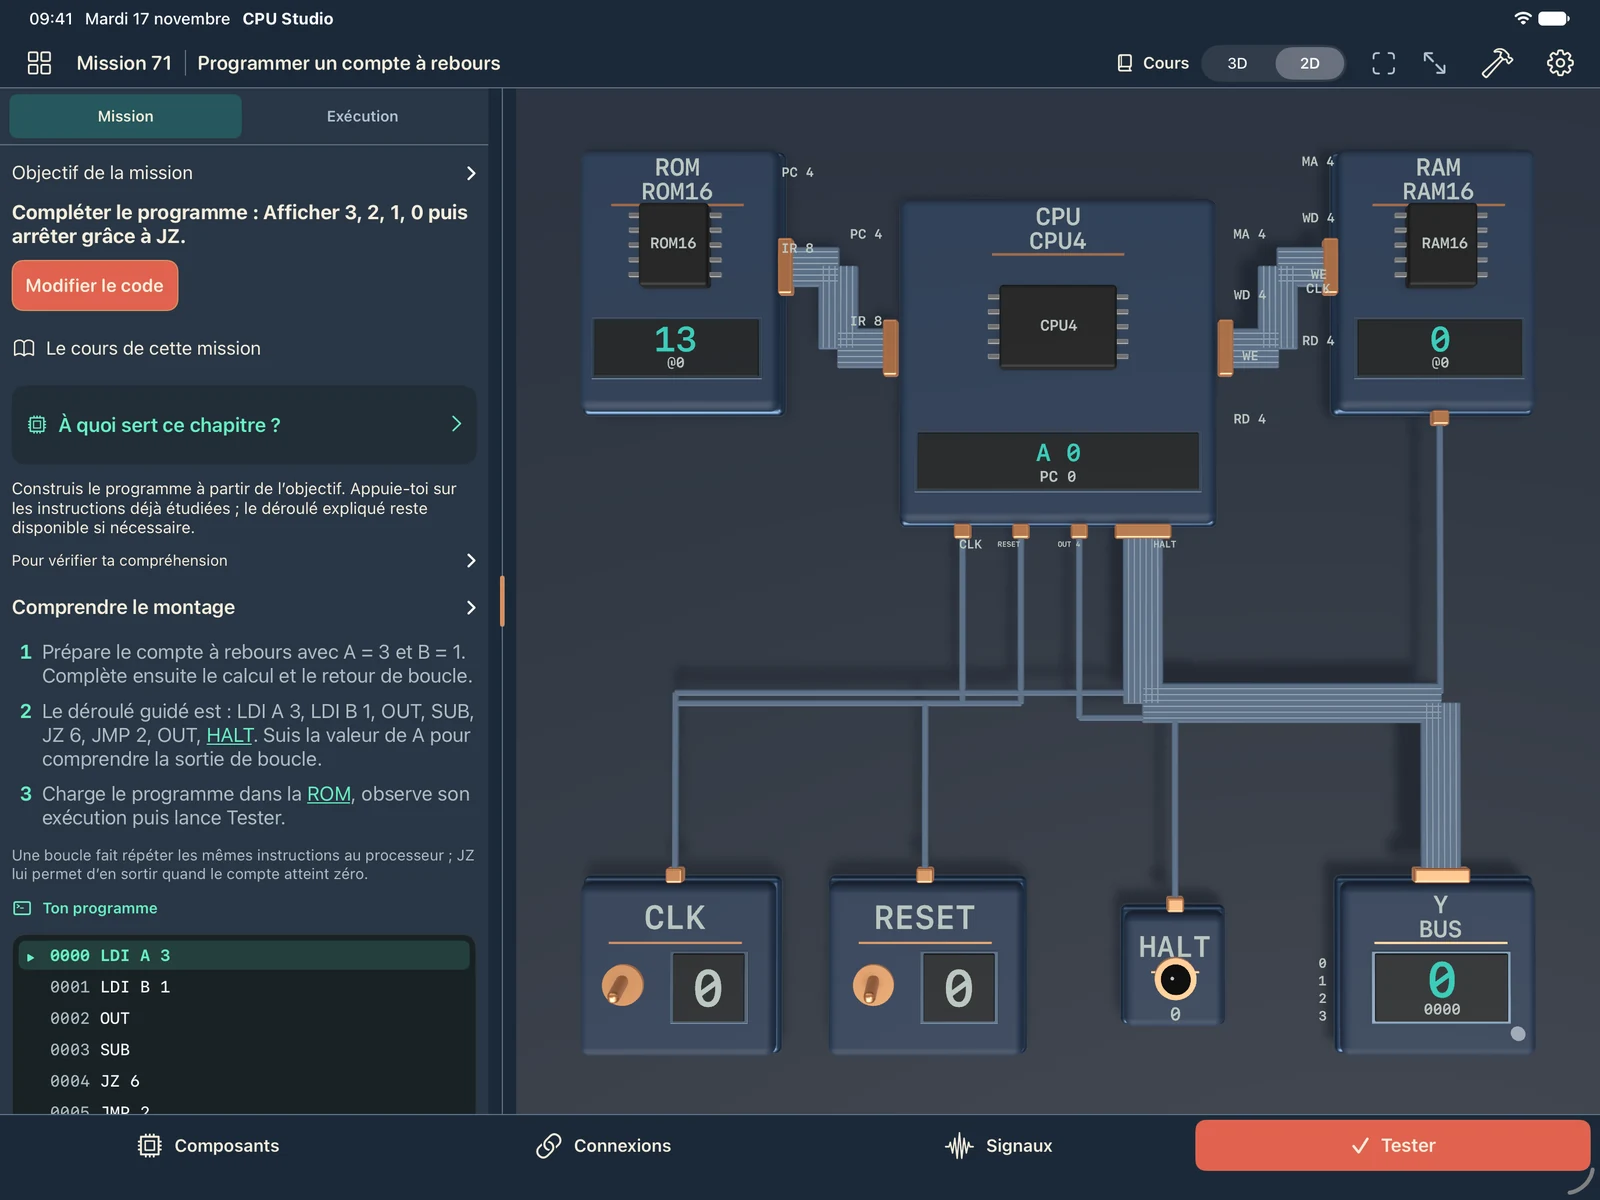 09:41 Mardi 17 novembre CPU Studio
Mission 71 Programmer un compte à rebours
Cours 3D 2D
Mission Exécution
Objectif de la mission
Compléter le programme : Afficher 3, 2, 1, 0 puis
arrêter grâce à JZ.
Modifier le code
Le cours de cette mission
À quoi sert ce chapitre ?
Construis le programme à partir de l’objectif. Appuie-toi sur
les instructions déjà étudiées ; le déroulé expliqué reste
disponible si nécessaire.
Pour vérifier ta compréhension
Comprendre le montage
1 Prépare le compte à rebours avec A = 3 et B = 1.
Complète ensuite le calcul et le retour de boucle.
2 Le déroulé guidé est : LDI A 3, LDI B 1, OUT, SUB,
JZ 6, JMP 2, OUT, HALT. Suis la valeur de A pour
comprendre la sortie de boucle.
3 Charge le programme dans la ROM, observe son
exécution puis lance Tester.
Une boucle fait répéter les mêmes instructions au processeur ; JZ
lui permet d’en sortir quand le compte atteint zéro.
Ton programme
0000 LDI A 3
0001 LDI B 1
0002 OUT
0003 SUB
0004 JZ 6
0005 JMP 2
ROM
ROM16
ROM16
13
@0
PC 4
IR 8
PC 4
IR 8
CPU
CPU4
CPU4
A 0
PC 0
CLK RESET OUT 4 HALT
MA 4
WD 4
WE
RD 4
MA 4
WD 4
WE
CLK
RD 4
RAM
RAM16
RAM16
0
@0
CLK
0
RESET
0
HALT
0
0
1
2
3
Y
BUS
0
0000
Composants Connexions Signaux Tester